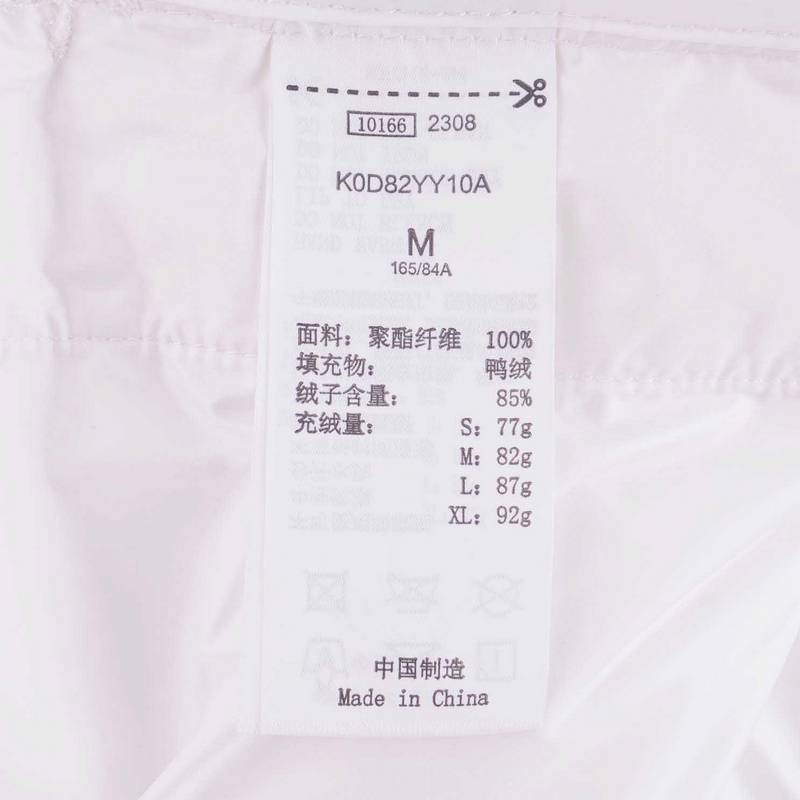 10166 2308
K0D82YY10A
M
165/84A
面料：聚酯纤维 100%
填充物： 鸭绒
绒子含量： 85%
充绒量： S: 77g
M: 82g
L: 87g
XL: 92g
中国制造
Made in China